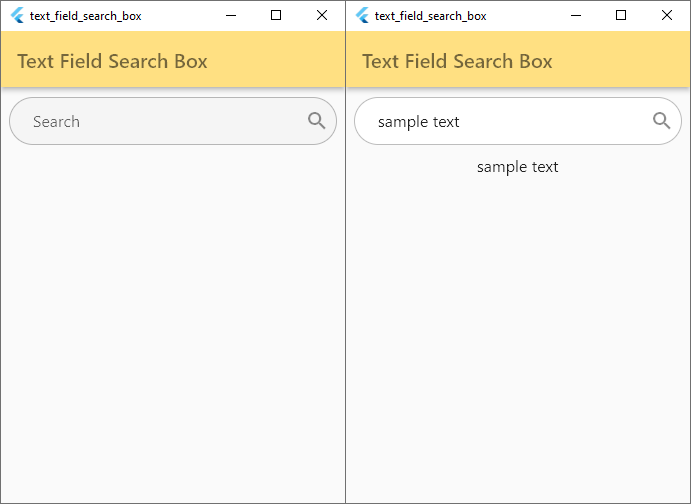 text_field_search_box
Text Field Search Box
Search
text_field_search_box
Text Field Search Box
sample text
sample text